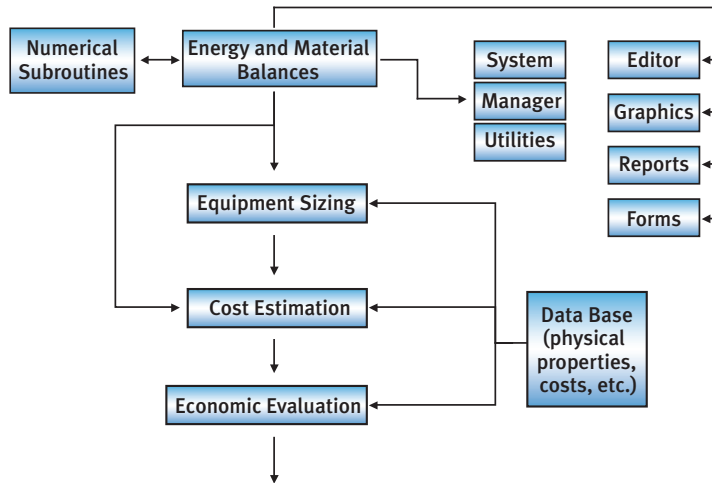 Numerical
Subroutines
Energy and Material
Balances
System
Manager
Utilities
Editor
Graphics
Reports
Forms
Equipment Sizing
Cost Estimation
Economic Evaluation
Data Base
(physical
properties,
costs, etc.)